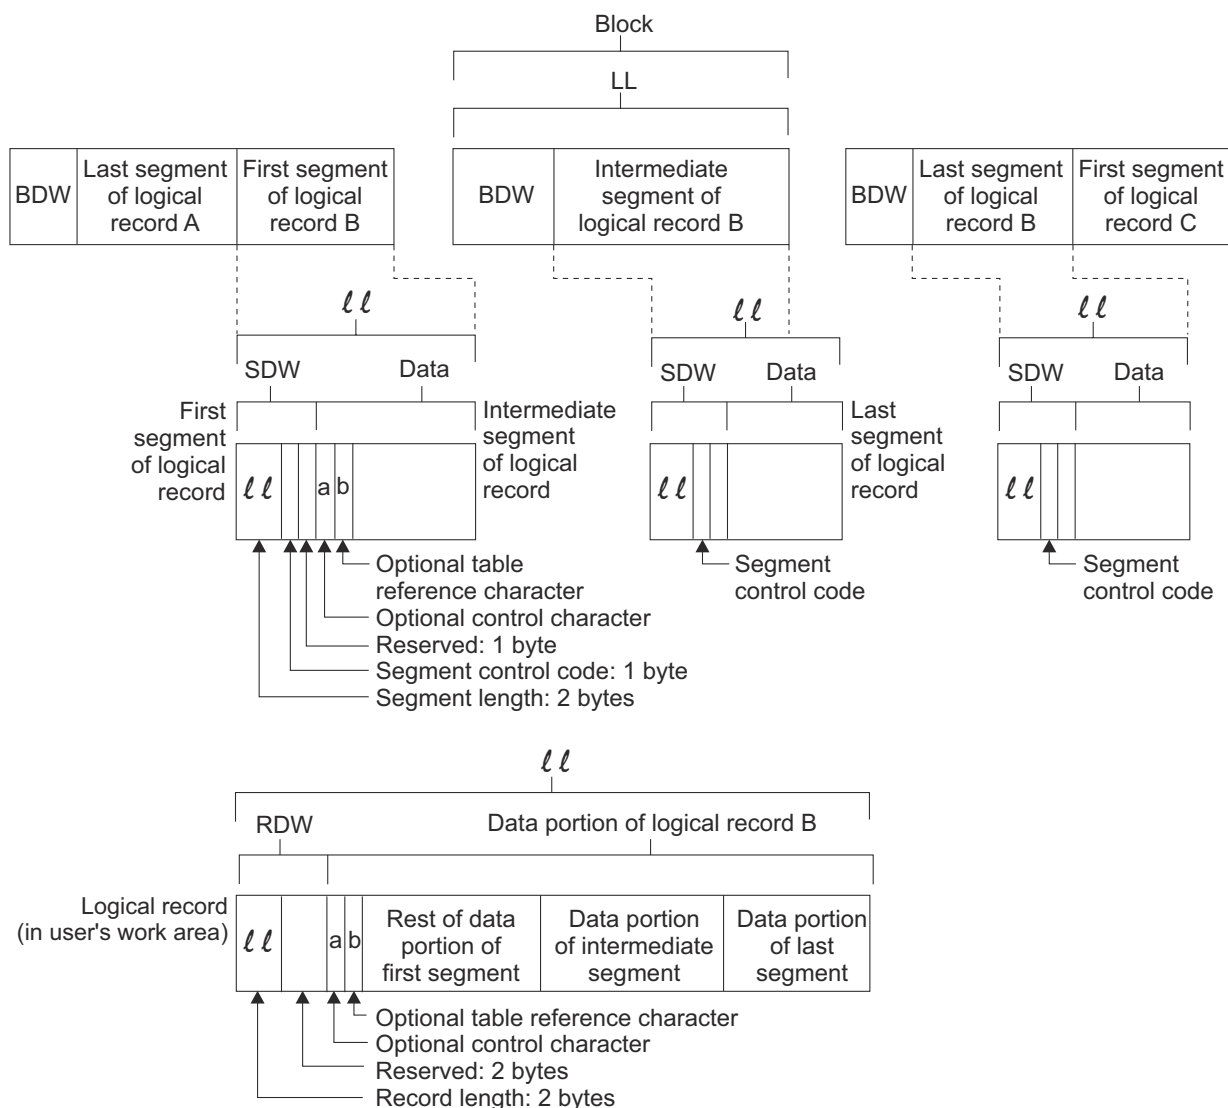 Block
LL
BDW
Last segment
of logical
record A
First segment
of logical
record B
BDW
Intermediate
segment of
logical record B
BDW
Last segment
of logical
record B
First segment
of logical
record C
ℓℓ
SDW
Data
First
segment
of logical
record
ℓℓ
a
b
Optional table
reference character
Optional control character
Reserved: 1 byte
Segment control code: 1 byte
Segment length: 2 bytes
ℓℓ
SDW
Data
Intermediate
segment
of logical
record
ℓℓ
Segment
control code
ℓℓ
SDW
Data
Last
segment
of logical
record
ℓℓ
Segment
control code
ℓℓ
RDW
Data portion of logical record B
Logical record
(in user's work area)
ℓℓ
a
b
Rest of data
portion of
first segment
Data portion
of intermediate
segment
Data portion
of last
segment
Optional table reference character
Optional control character
Reserved: 2 bytes
Record length: 2 bytes